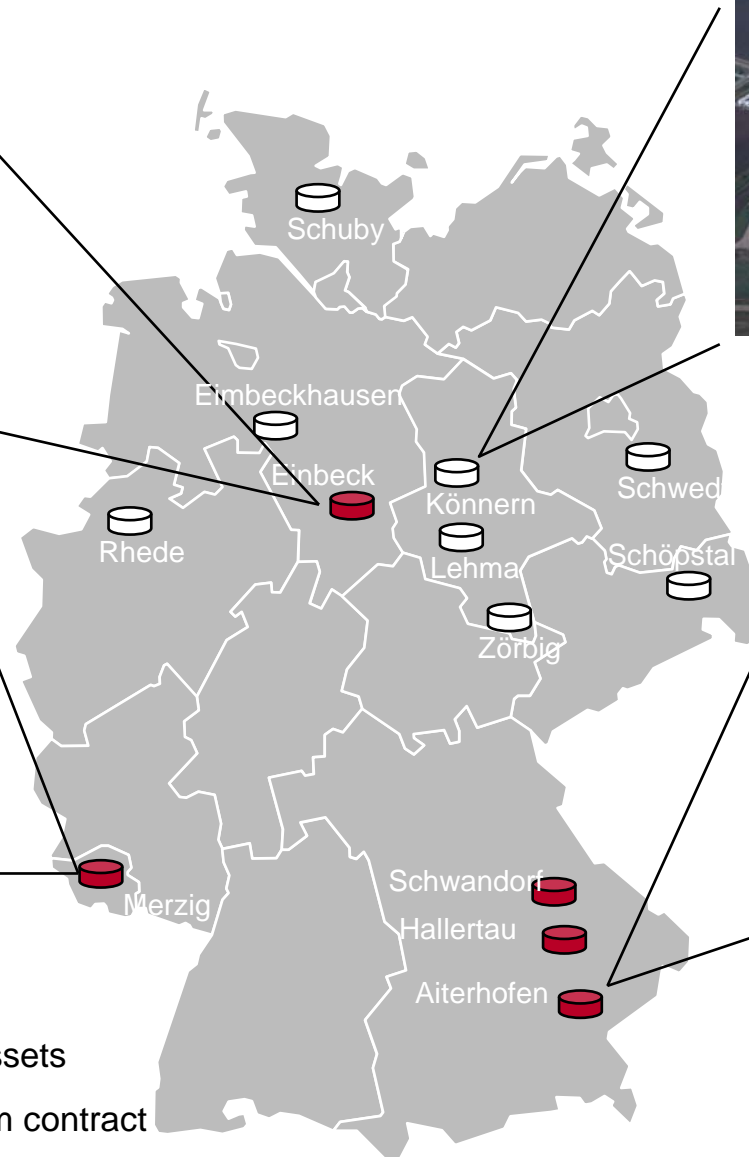 Schuby
Eimbeckhausen
Einbeck
Könnern
Schwed
Rhede
Lehma
Schöpstal
Zörbig
Schwandorf
Merzig
Hallertau
Aiterhofen
ssets
contract